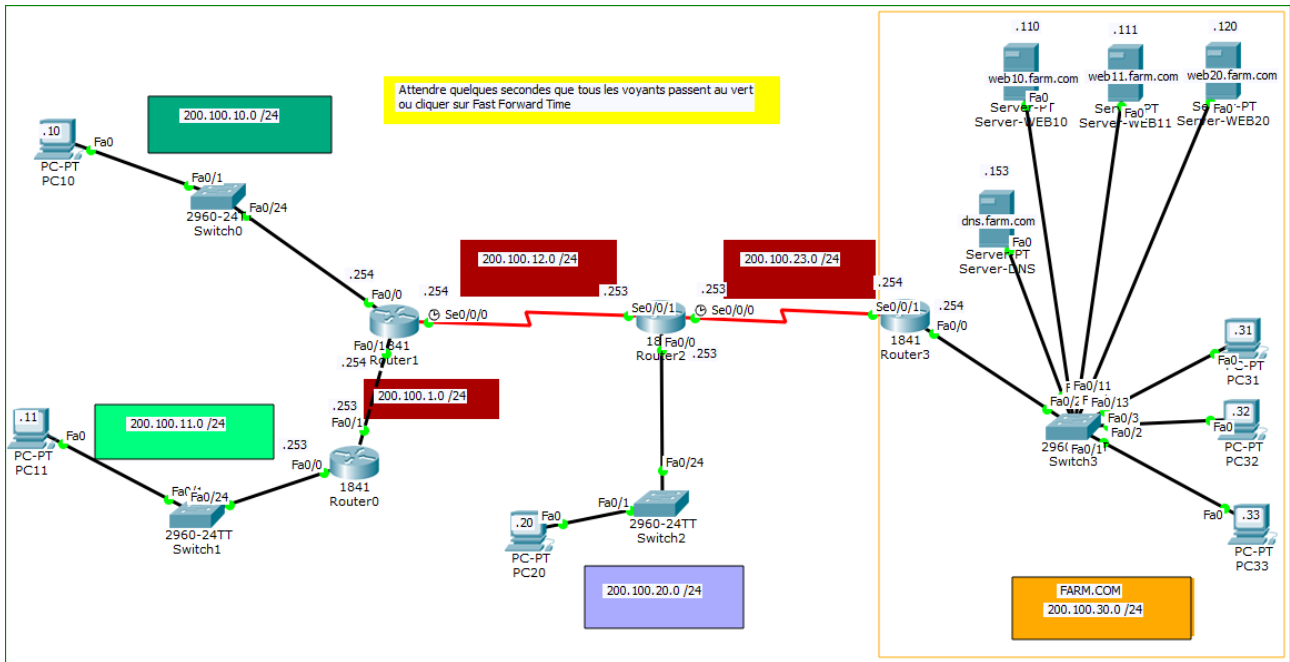 .110
.111
.120
web10.farm.com
web11.farm.com
web20.farm.com
Fa0
Fa0
Fa0
Server-PT
Server-WEB10
Server-WEB11
Server-WEB20
Attendre quelques secondes que tous les voyants passent au vert
ou cliquer sur Fast Forward Time
200.100.10.0 /24
.10
Fa0
PC-PT
PC10
Fa0/1
Fa0/24
Switch0
.153
dns.farm.com
Fa0
Server-DNS
200.100.12.0 /24
200.100.23.0 /24
.254
Fa0/0
.254
Se0/0/0
.253
Se0/0/1
.253
Se0/0/0
.254
Se0/0/1
.254
Fa0/0
Fa0/1
Router1
.254
Fa0/0
.253
Router2
1841
Router3
200.100.1.0 /24
.253
Fa0/1
200.100.11.0 /24
.11
Fa0
PC-PT
PC11
.253
Fa0/0
1841
Router0
Fa0/24
2960-24TT
Switch1
Fa0/24
Fa0/1
2960-24TT
Switch2
.20
Fa0
PC-PT
PC20
200.100.20.0 /24
Fa0/11
Fa0/13
Fa0/3
Fa0/2
Fa0/1
Switch3
.31
Fa0
PC31
.32
Fa0
PC-PT
PC32
.33
Fa0
PC-PT
PC33
FARM.COM
200.100.30.0 /24